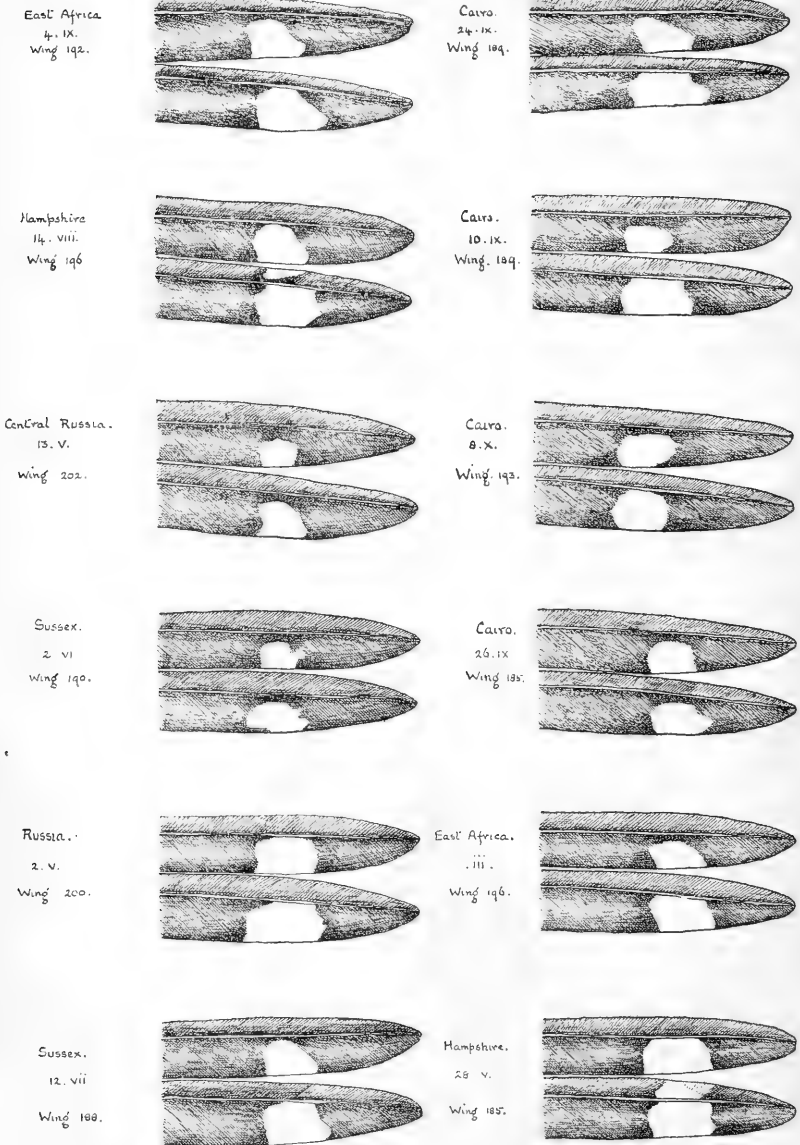 East Africa
4. IX.
Wing 192.
Hampshire
14. viii.
Wing 196
Central Russia.
13. V.
Wing 202.
Sussex.
2 VI
Wing 190.
Russia.
2. V.
Wing 200.
Sussex.
12. vii
Wing 188.
Cairo.
24. IX.
Wing 189.
Cairo.
10. IX.
Wing. 189.
Cairo.
8. X.
Wing. 193.
Cairo.
26. IX
Wing 185.
East Africa.
. iii .
Wing 196.
Hampshire.
28 V.
Wing 185.